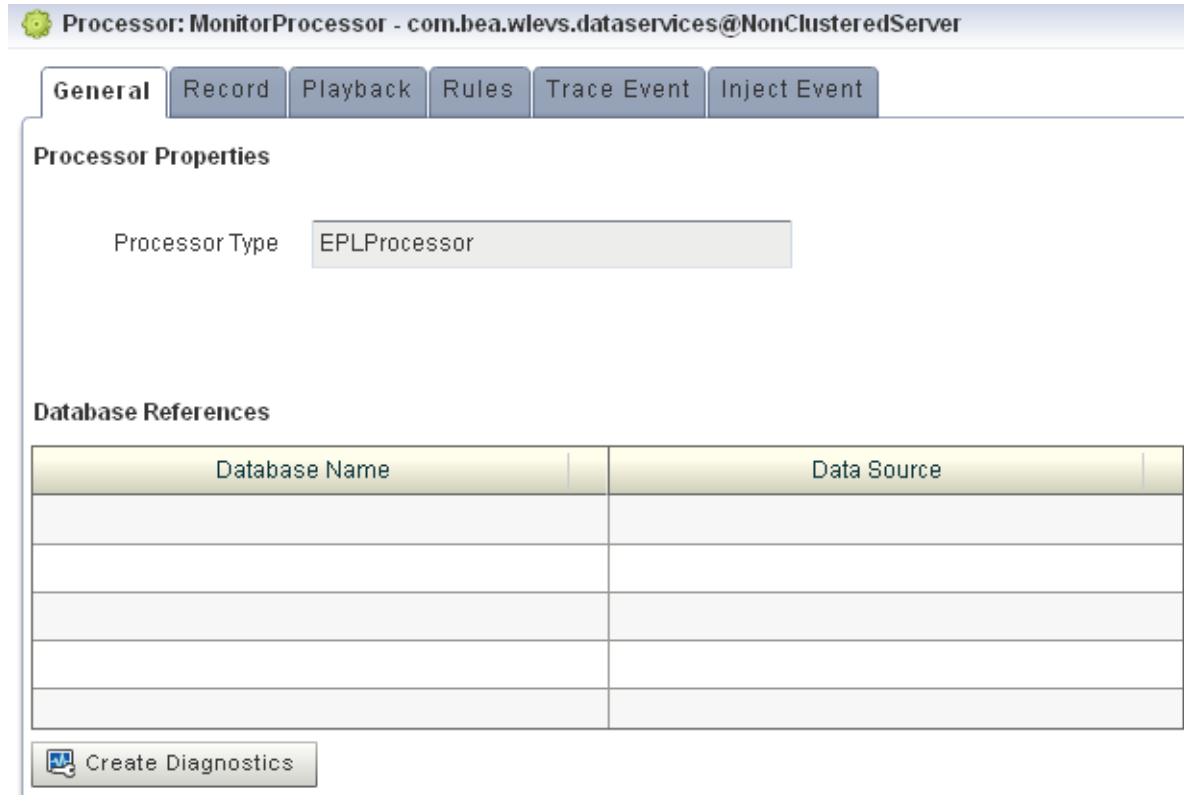 Processor: MonitorProcessor - com.bea.wlevs.dataservices@NonClusteredServer
General Record Playback Rules Trace Event Inject Event
Processor Properties
Processor Type EPLProcessor
Database References
Database Name Data Source
Create Diagnostics